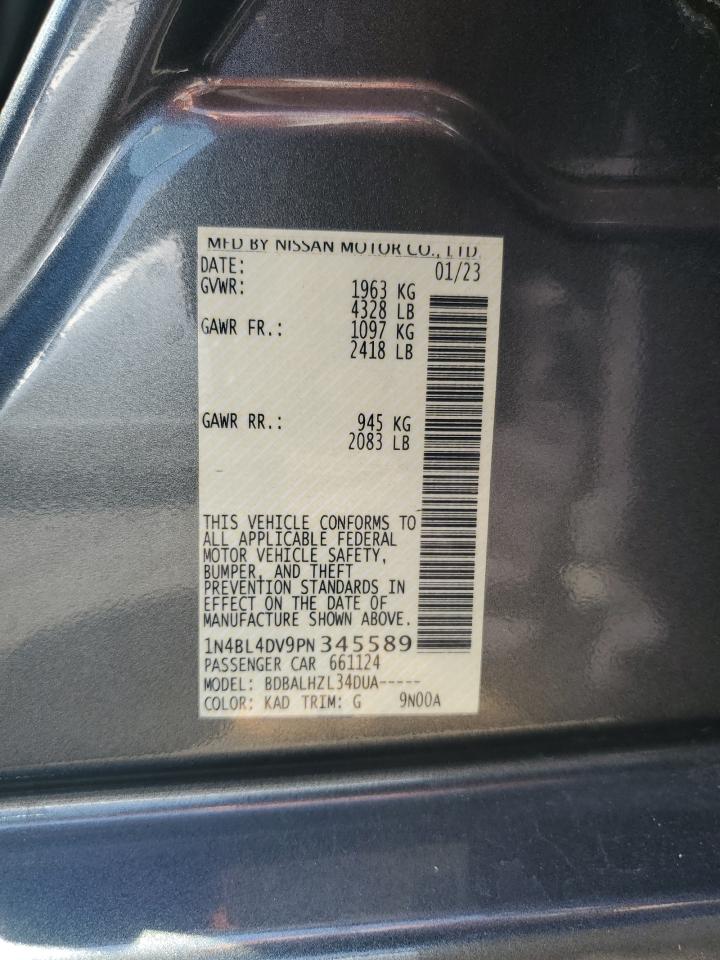 MFD BY NISSAN MOTOR CO., LTD.
DATE: 01/23
GVWR: 1963 KG
4328 LB
GAWR FR.: 1097 KG
2418 LB
GAWR RR.: 945 KG
2083 LB
THIS VEHICLE CONFORMS TO
ALL APPLICABLE FEDERAL
MOTOR VEHICLE SAFETY,
BUMPER, AND THEFT
PREVENTION STANDARDS IN
EFFECT ON THE DATE OF
MANUFACTURE SHOWN ABOVE.
1N4BL4DV9PN345589
PASSENGER CAR 661124
MODEL: BDBALHZL34DUA-----
COLOR: KAD TRIM: G 9N00A